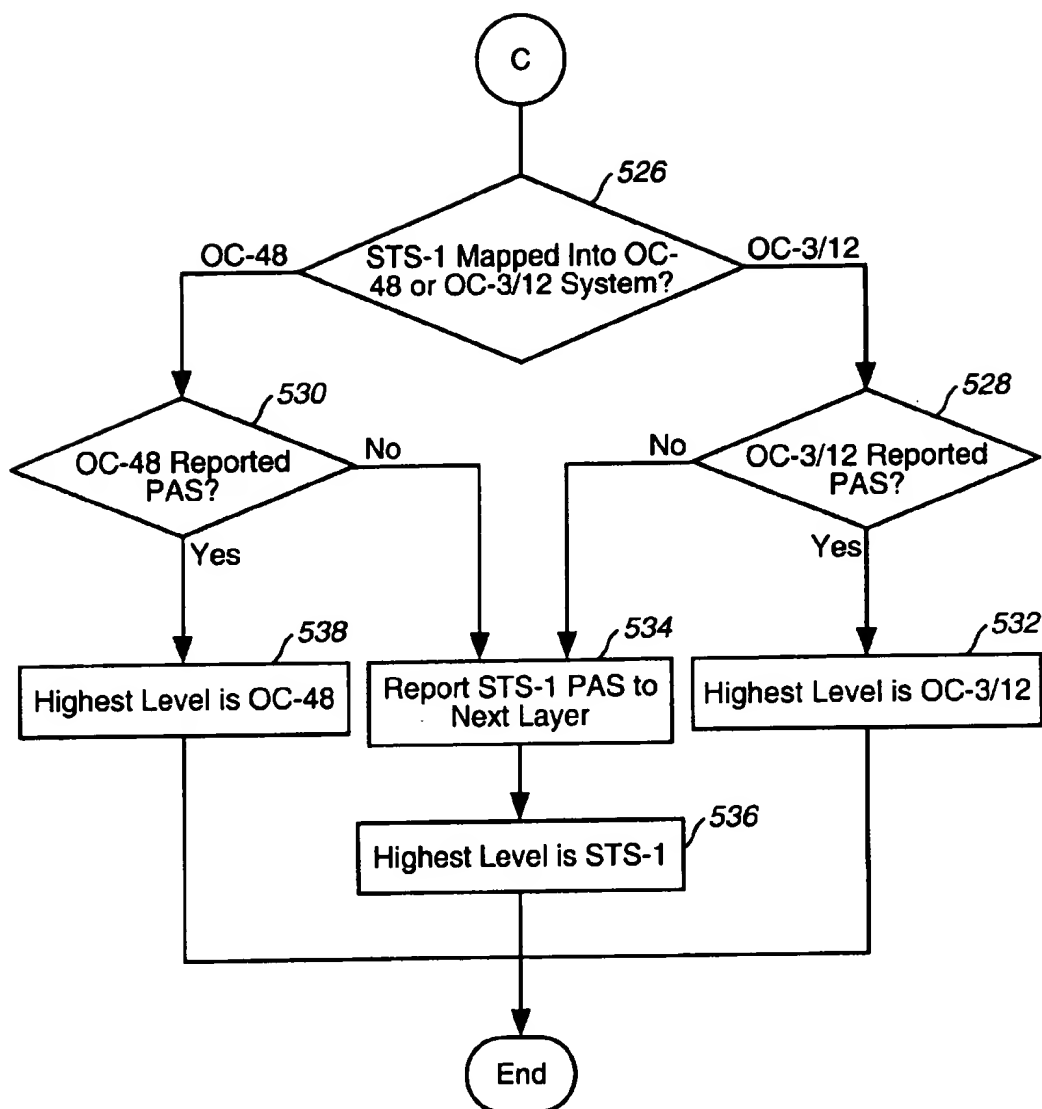 C
526
STS-1 Mapped Into OC-
48 or OC-3/12 System?
OC-48
OC-3/12
530
OC-48 Reported
PAS?
No
Yes
528
OC-3/12 Reported
PAS?
No
Yes
538
Highest Level is OC-48
534
Report STS-1 PAS to
Next Layer
532
Highest Level is OC-3/12
536
Highest Level is STS-1
End